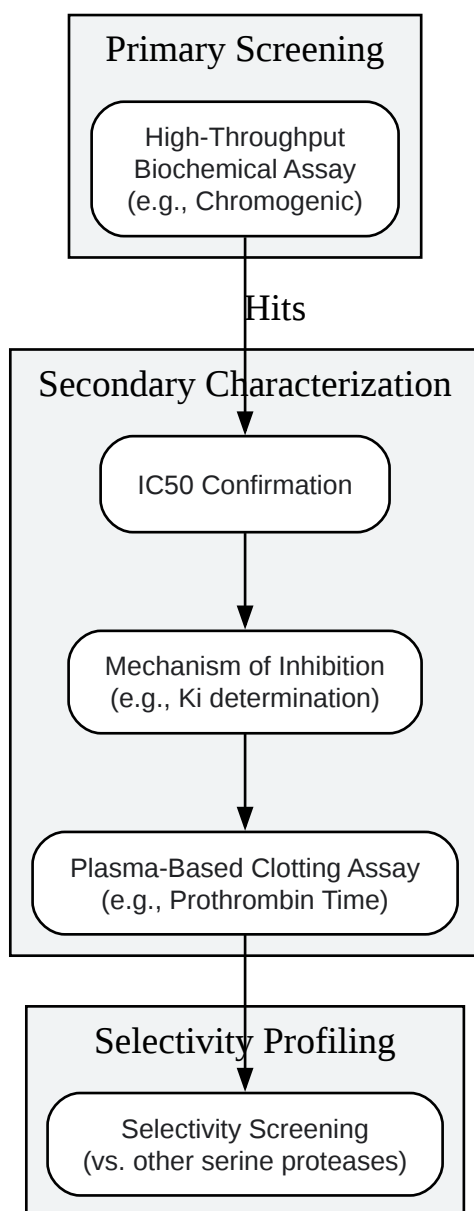 Primary Screening
High-Throughput
Biochemical Assay
(e.g., Chromogenic)
Hits
Secondary Characterization
IC50 Confirmation
Mechanism of Inhibition
(e.g., Ki determination)
Plasma-Based Clotting Assay
(e.g., Prothrombin Time)
Selectivity Profiling
Selectivity Screening
(vs. other serine proteases)